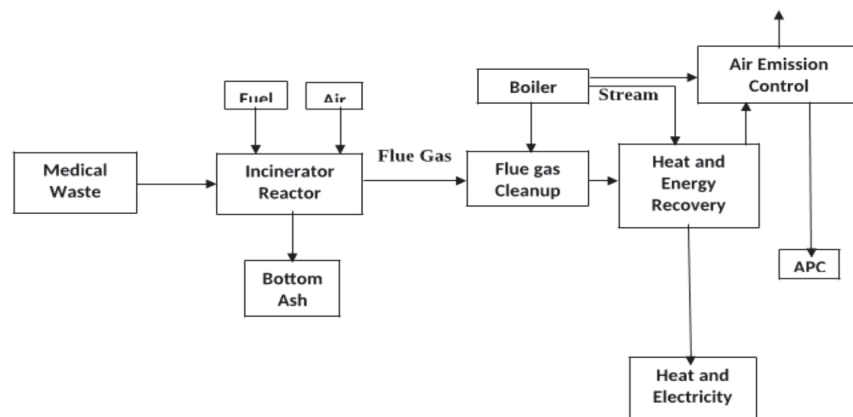 Air Emission
Control
Boiler
Stream
Fuel
Air
Flue Gas
Medical
Waste
Incinerator
Reactor
Flue gas
Cleanup
Heat and
Energy
Recovery
Bottom
Ash
APC
Heat and
Electricity